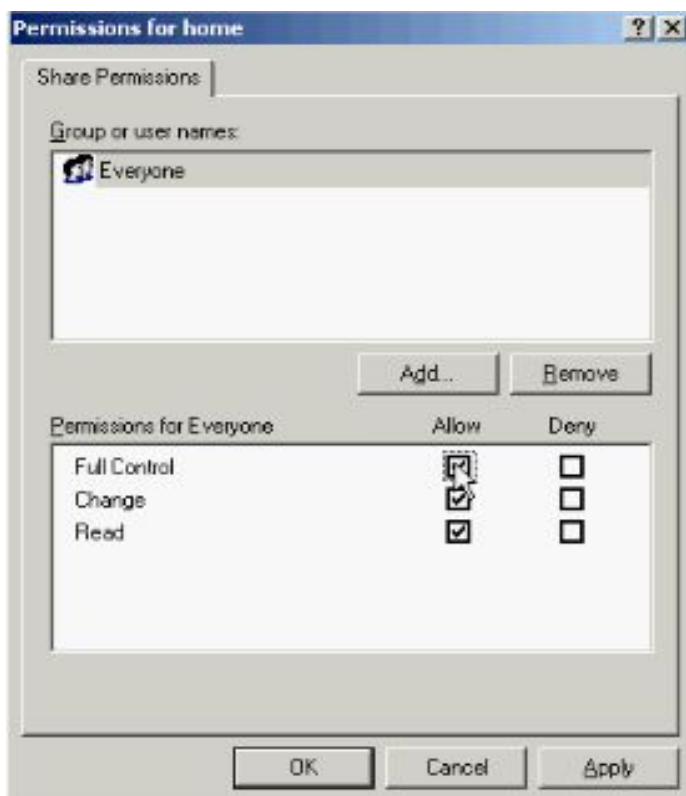 Permissions for home
Share Permissions
Group or user names:
Everyone
Add... Remove
Permissions for Everyone Allow Deny
Full Control
Change
Read
OK Cancel Apply